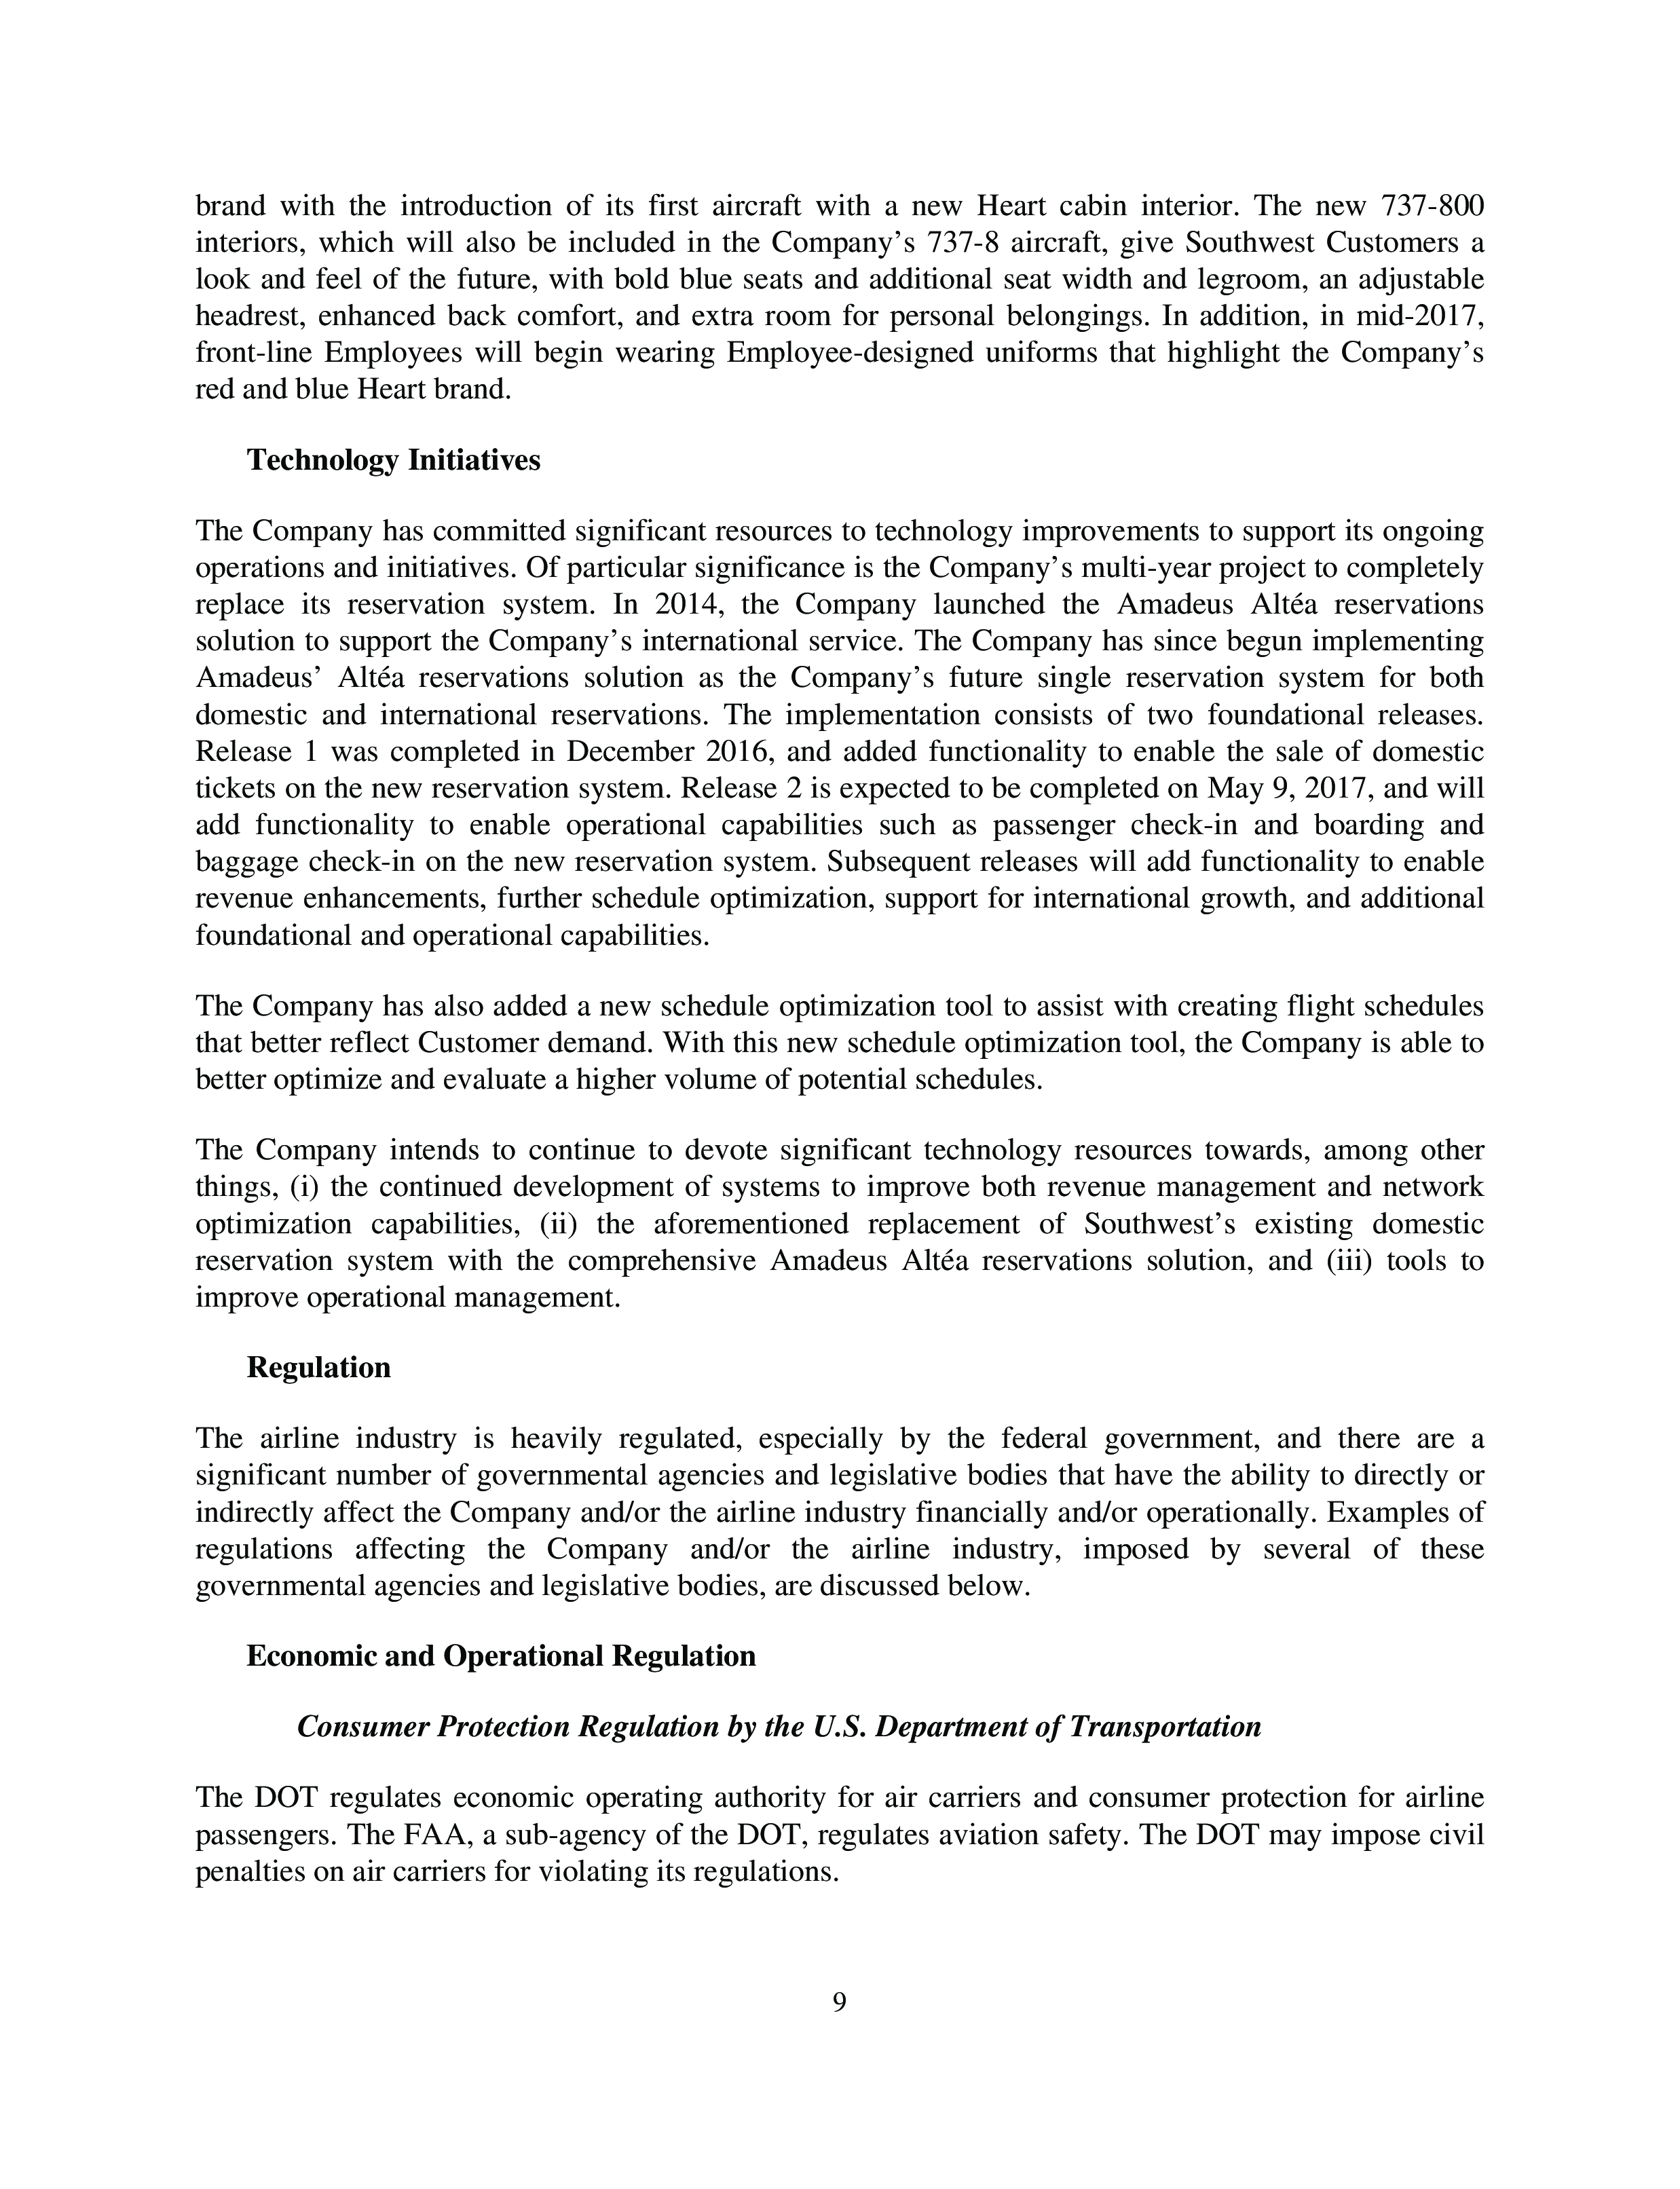 brand with the introduction of its first aircraft with a new Heart cabin interior. The new 737-800
interiors, which will also be included in the Company’s 737-8 aircraft, give Southwest Customers a
look and feel of the future, with bold blue seats and additional seat width and legroom, an adjustable
headrest, enhanced back comfort, and extra room for personal belongings. In addition, in mid-2017,
front-line Employees will begin wearing Employee-designed uniforms that highlight the Company’s
red and blue Heart brand.
Technology Initiatives
The Company has committed significant resources to technology improvements to support its ongoing
operations and initiatives. Of particular significance is the Company’s multi-year project to completely
replace its reservation system. In 2014, the Company launched the Amadeus Altéa reservations
solution to support the Company’s international service. The Company has since begun implementing
Amadeus’ Altéa reservations solution as the Company’s future single reservation system for both
domestic and international reservations. The implementation consists of two foundational releases.
Release 1 was completed in December 2016, and added functionality to enable the sale of domestic
tickets on the new reservation system. Release 2 is expected to be completed on May 9, 2017, and will
add functionality to enable operational capabilities such as passenger check-in and boarding and
baggage check-in on the new reservation system. Subsequent releases will add functionality to enable
revenue enhancements, further schedule optimization, support for international growth, and additional
foundational and operational capabilities.
The Company has also added a new schedule optimization tool to assist with creating flight schedules
that better reflect Customer demand. With this new schedule optimization tool, the Company is able to
better optimize and evaluate a higher volume of potential schedules.
The Company intends to continue to devote significant technology resources towards, among other
things, (i) the continued development of systems to improve both revenue management and network
optimization capabilities, (ii) the aforementioned replacement of Southwest’s existing domestic
reservation system with the comprehensive Amadeus Altéa reservations solution, and (iii) tools to
improve operational management.
Regulation
The airline industry is heavily regulated, especially by the federal government, and there are a
significant number of governmental agencies and legislative bodies that have the ability to directly or
indirectly affect the Company and/or the airline industry financially and/or operationally. Examples of
regulations affecting the Company and/or the airline industry, imposed by several of these
governmental agencies and legislative bodies, are discussed below.
Economic and Operational Regulation
Consumer Protection Regulation by the U.S. Department of Transportation
The DOT regulates economic operating authority for air carriers and consumer protection for airline
passengers. The FAA, a sub-agency of the DOT, regulates aviation safety. The DOT may impose civil
penalties on air carriers for violating its regulations.
9